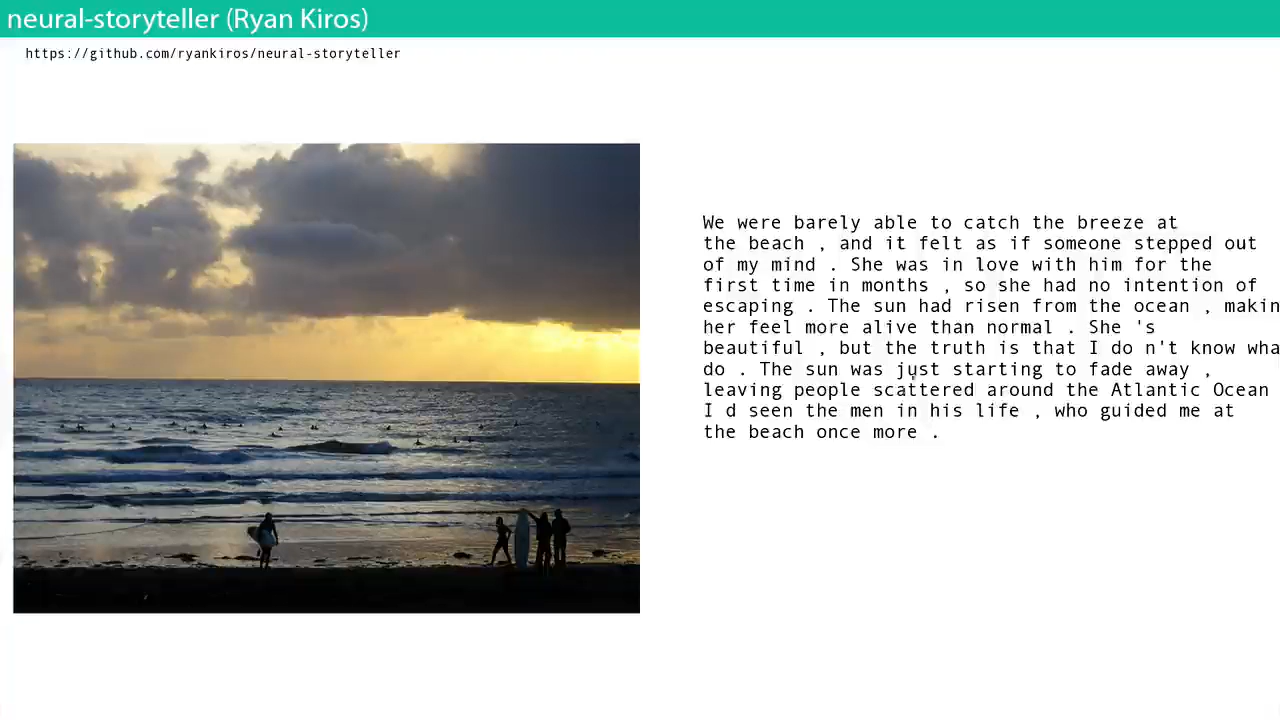 neural-storyteller (Ryan Kiros)
https://github.com/ryankiros/neural-storyteller
We were barely able to catch the breeze at
the beach , and it felt as if someone stepped out
of my mind . She was in love with him for the
first time in months , so she had no intention of
escaping . The sun had risen from the ocean , makin
her feel more alive than normal . She 's
beautiful , but the truth is that I do n't know wha
do . The sun was just starting to fade away ,
leaving people scattered around the Atlantic Ocean
I d seen the men in his life , who guided me at
the beach once more .